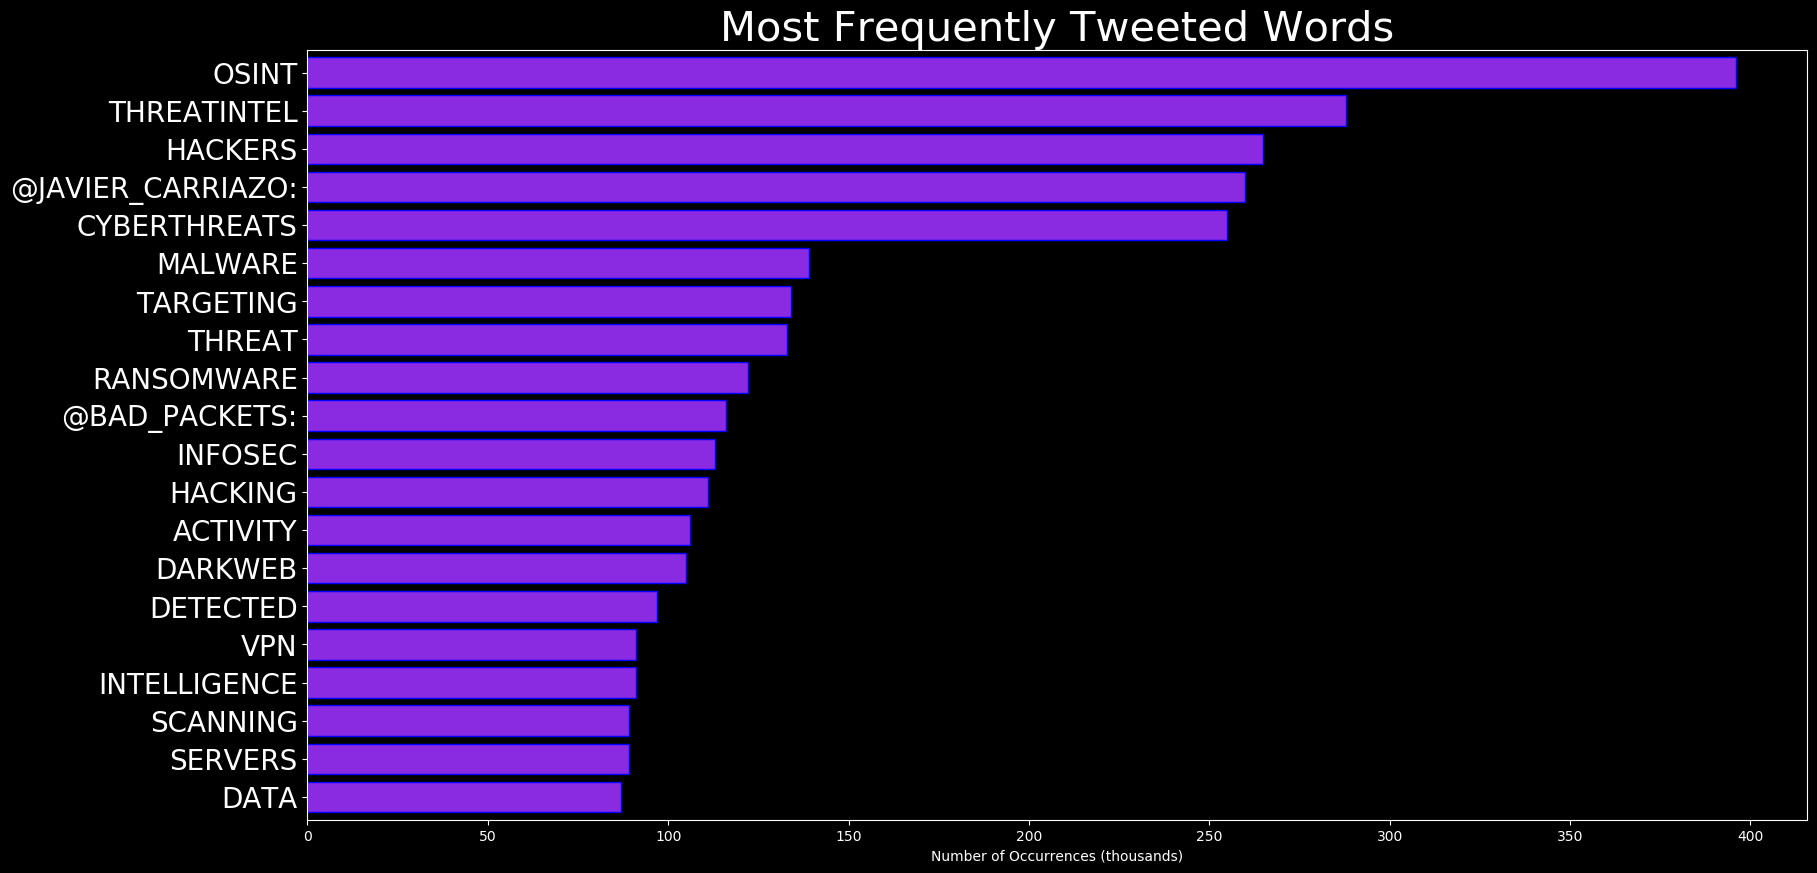 Most Frequently Tweeted Words
OSINT
THREATINTEL
HACKERS
@JAVIER_CARRIAZO:
CYBERTHREATS
MALWARE
TARGETING
THREAT
RANSOMWARE
@BAD_PACKETS:
INFOSEC
HACKING
ACTIVITY
DARKWEB
DETECTED
VPN
INTELLIGENCE
SCANNING
SERVERS
DATA
0 50 100 150 200 250 300 350 400
Number of Occurrences (thousands)